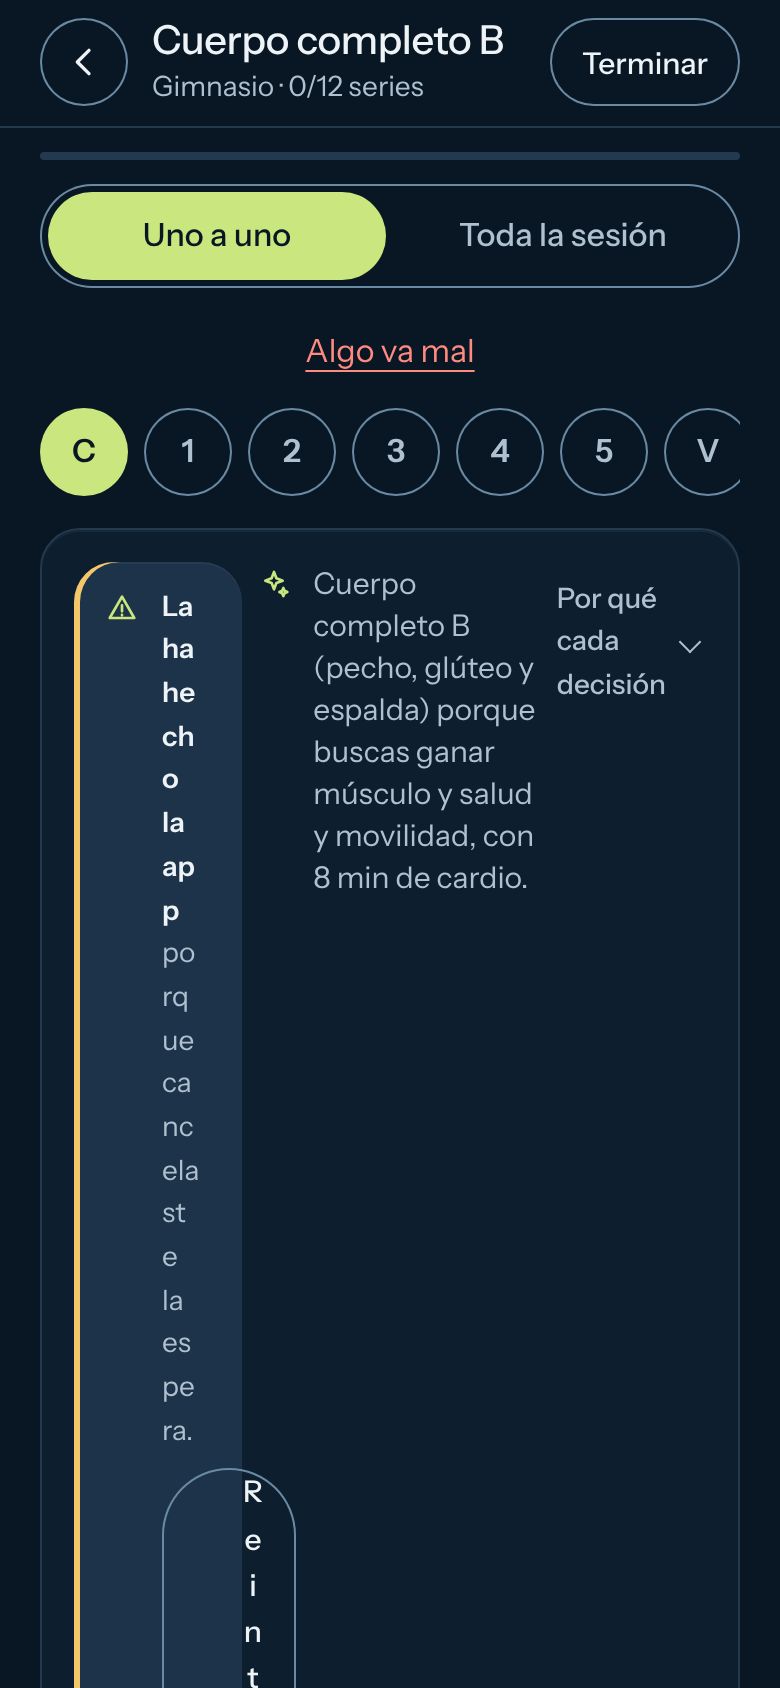 Cuerpo completo B
Gimnasio · 0/12 series
Terminar
Uno a uno
Toda la sesión
Algo va mal
C
1
2
3
4
5
V
La
ha
he
ch
o
la
ap
p
po
rq
ue
ca
nc
ela
st
e
la
es
pe
ra.
R
e
i
n
t
Cuerpo
completo B
(pecho, glúteo y
espalda) porque
buscas ganar
músculo y salud
y movilidad, con
8 min de cardio.
Por qué
cada
decisión